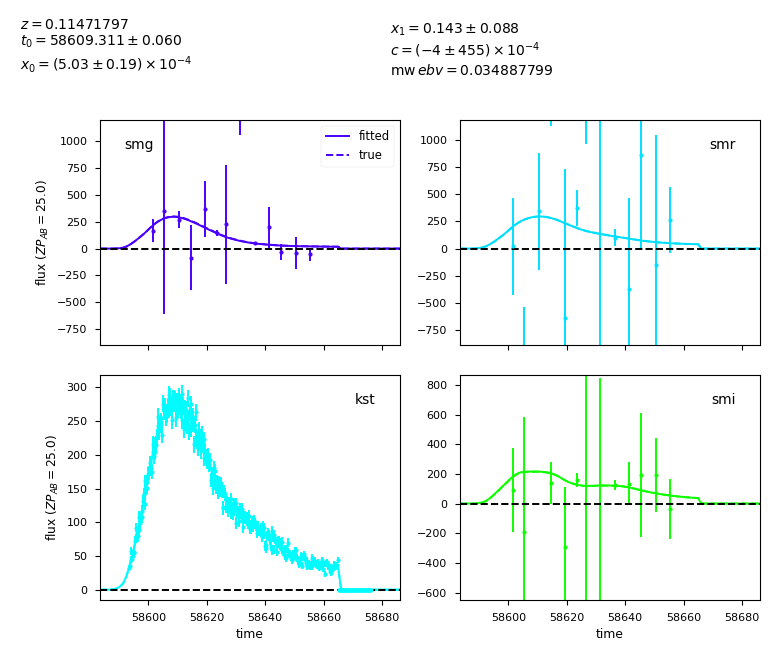 z = 0.11471797
t₀ = 58609.311 ± 0.060
x₀ = (5.03 ± 0.19) × 10⁻⁴
x₁ = 0.143 ± 0.088
c = (−4 ± 455) × 10⁻⁴
mw ebv = 0.034887799
smg
fitted
true
1000
750
500
250
0
−250
−500
−750
flux (ZP_AB = 25.0)
smr
1000
750
500
250
0
−250
−500
−750
kst
300
250
200
150
100
50
0
flux (ZP_AB = 25.0)
58600 58620 58640 58660 58680
time
smi
800
600
400
200
0
−200
−400
−600
58600 58620 58640 58660 58680
time